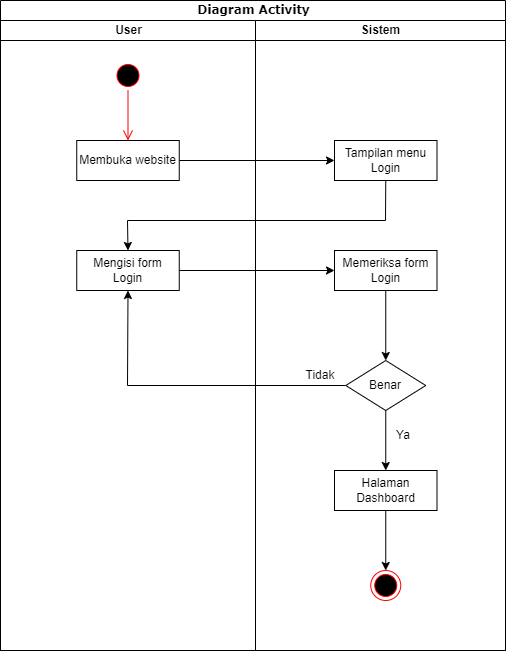 Diagram Activity
User
Sistem
Membuka website
Tampilan menu
Login
Mengisi form
Login
Memeriksa form
Login
Tidak
Benar
Ya
Halaman
Dashboard